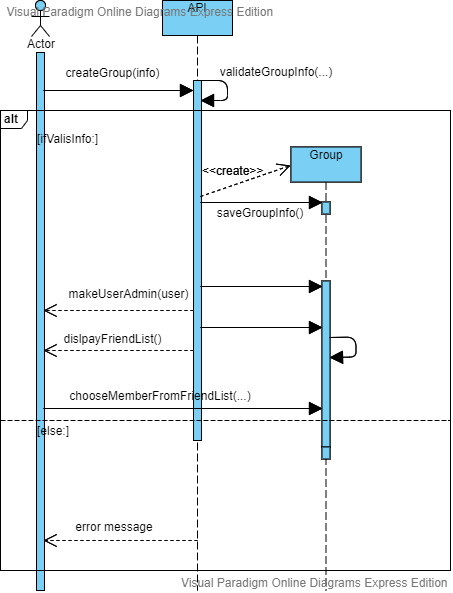 Visual Paradigm Online Diagrams Express Edition
API
Actor
createGroup(info)
validateGroupInfo(...)
alt
[ifValisInfo:]
Group
<<create>>
saveGroupInfo()
makeUserAdmin(user)
dislpayFriendList()
chooseMemberFromFriendList(...)
[else:]
error message
Visual Paradigm Online Diagrams Express Edition